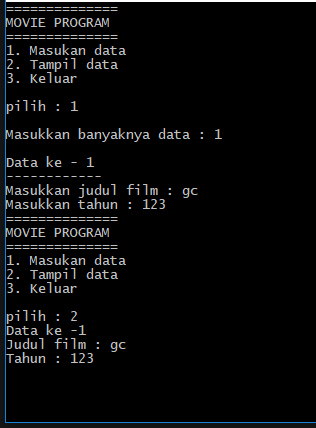 ==============
MOVIE PROGRAM
==============
1. Masukan data
2. Tampil data
3. Keluar
pilih : 1
Masukkan banyaknya data : 1
Data ke - 1
------------
Masukkan judul film : gc
Masukkan tahun : 123
==============
MOVIE PROGRAM
==============
1. Masukan data
2. Tampil data
3. Keluar
pilih : 2
Data ke -1
Judul film : gc
Tahun : 123